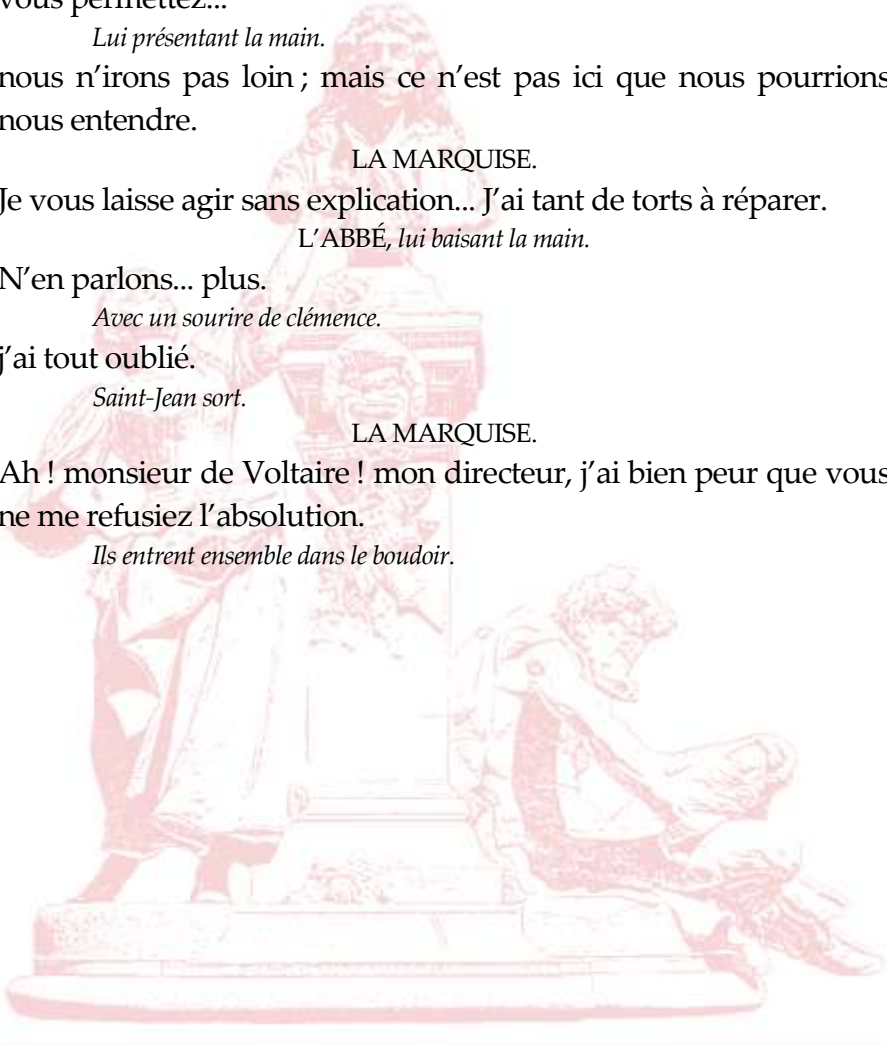 vous permettez...
Lui présentant la main.
nous n’irons pas loin ; mais ce n’est pas ici que nous pourrions
nous entendre.
LA MARQUISE.
Je vous laisse agir sans explication... J’ai tant de torts à réparer.
L’ABBÉ, lui baisant la main.
N’en parlons... plus.
Avec un sourire de clémence.
j’ai tout oublié.
Saint-Jean sort.
LA MARQUISE.
Ah ! monsieur de Voltaire ! mon directeur, j’ai bien peur que vous
ne me refusiez l’absolution.
Ils entrent ensemble dans le boudoir.